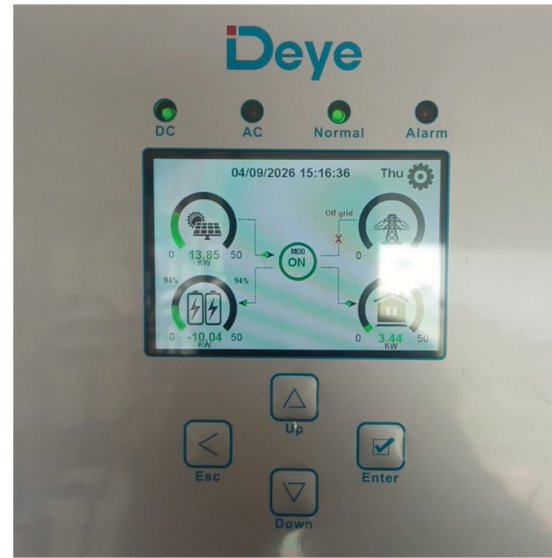 Deye
DC AC Normal Alarm
04/09/2026 15:16:36 Thu
Off grid
0 13.85 50
KW
ON
0
94% 94%
0 -10.04 50
KW
0 3.44 50
KW
Up
Esc
Enter
Down